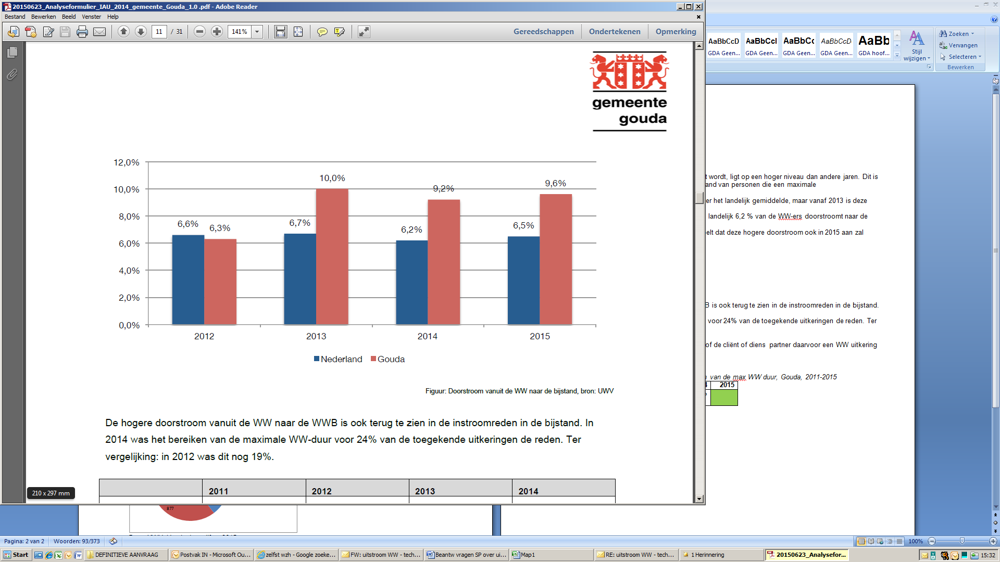 20150623_Analyseformulier_IAU_2014_gemeente_Gouda_1.0 .pdf - Adobe Reader
Bestand Bewerken Beeld Venster Help
11 / 31 141% Gereedschappen Ondertekenen Opmerking
AaBbCcD AaBbCcI AaBbCc AaBbCcD AaBb
GDA Geen... GDA Geen... GDA Geen... GDA Geen... GDA hoof...
Stijl wijzigen
Zoeken
Vervangen
Selecteren
Bewerken
gemeente
gouda
12,0%
10,0%
8,0%
6,0%
4,0%
2,0%
0,0%
6,6% 6,3% 6,7% 10,0% 6,2% 9,2% 6,5% 9,6%
2012 2013 2014 2015
Nederland Gouda
Figuur: Doorstroom vanuit de WW naar de bijstand, bron: UWV
De hogere doorstroom vanuit de WW naar de WWB is ook terug te zien in de instroomreden in de bijstand. In
2014 was het bereiken van de maximale WW-duur voor 24% van de toegekende uitkeringen de reden. Ter
vergelijking: in 2012 was dit nog 19%.
2011 2012 2013 2014
210 x 297 mm
t wordt, ligt op een hoger niveau dan andere jaren. Dit is
and van personen die een maximale
er het landelijk gemiddelde, maar vanaf 2013 is deze
landelijk 6,2 % van de WW-ers doorstroomt naar de
elt dat deze hogere doorstroom ook in 2015 aan zal
B is ook terug te zien in de instroomreden in de bijstand.
voor 24% van de toegekende uitkeringen de reden. Ter
of de cliënt of diens partner daarvoor een WW uitkering
van de max WW duur, Gouda, 2011-2015
2015
877
Pagina: 2 van 2 Woorden: 93/373 100%
Start DEFINITIEVE AANVRAAG Postvak IN - Microsoft Ou... zelfst wzh - Google zoeke... FW: uitstroom WW - tech... Beantw vragen SP over ui... Map1 RE: uitstroom WW - tech... 1 Herinnering 20150623_Analysefor... 15:32